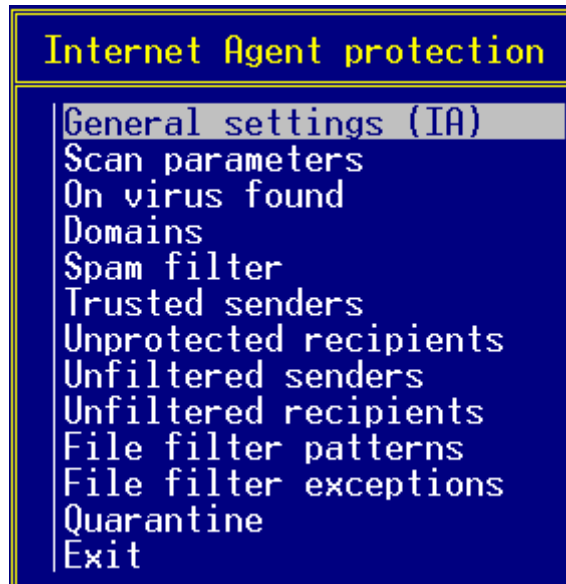 Internet Agent protection
General settings (IA)
Scan parameters
On virus found
Domains
Spam filter
Trusted senders
Unprotected recipients
Unfiltered senders
Unfiltered recipients
File filter patterns
File filter exceptions
Quarantine
Exit